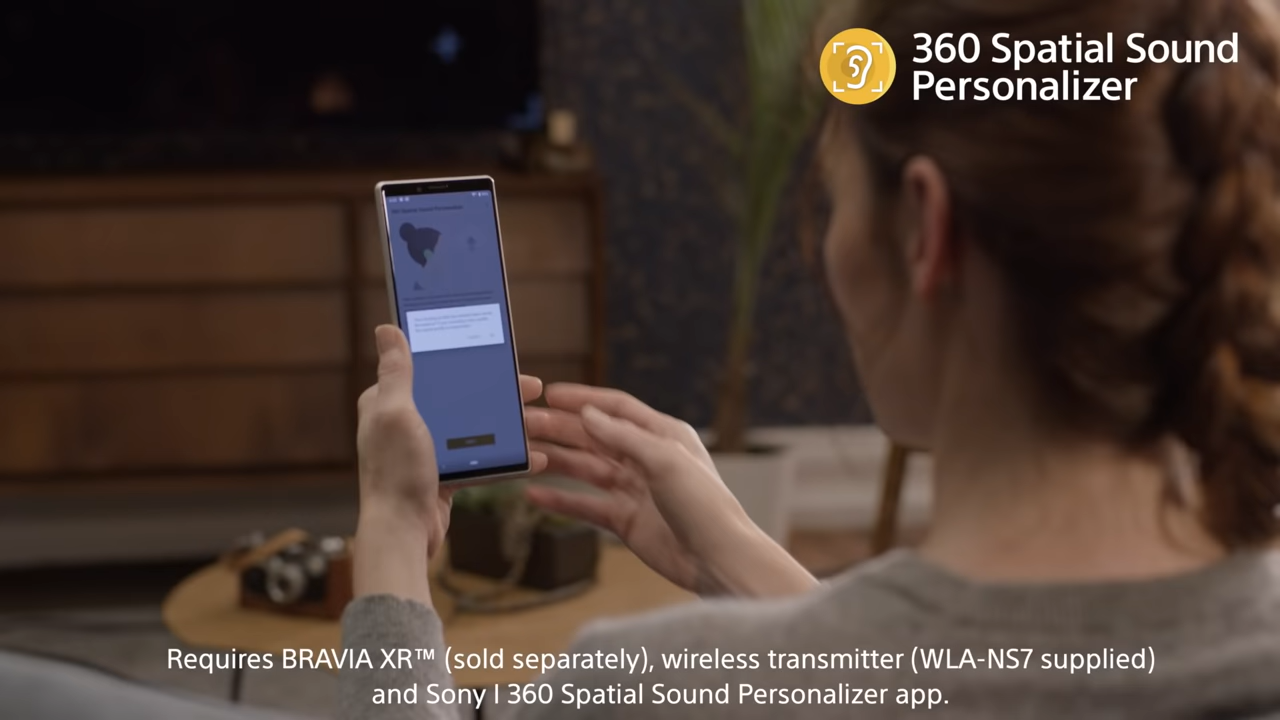 360 Spatial Sound
Personalizer
Requires BRAVIA XR™ (sold separately), wireless transmitter (WLA-NS7 supplied)
and Sony | 360 Spatial Sound Personalizer app.